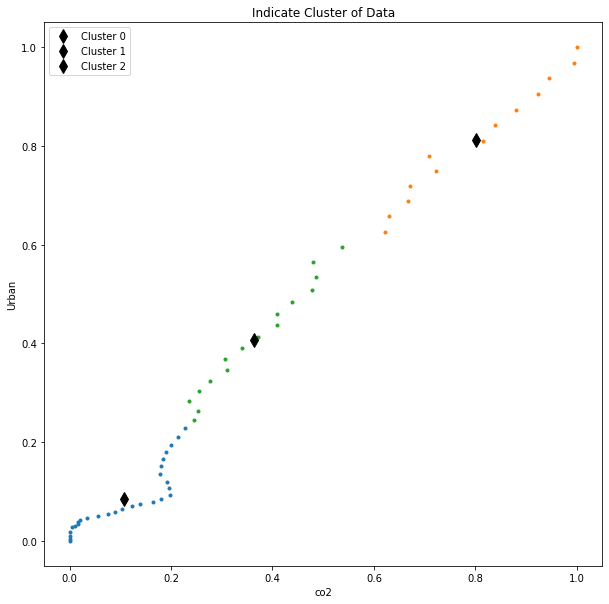 Indicate Cluster of Data
Cluster 0
Cluster 1
Cluster 2
1.0
0.8
0.6
0.4
0.2
0.0
Urban
0.0 0.2 0.4 0.6 0.8 1.0
co2